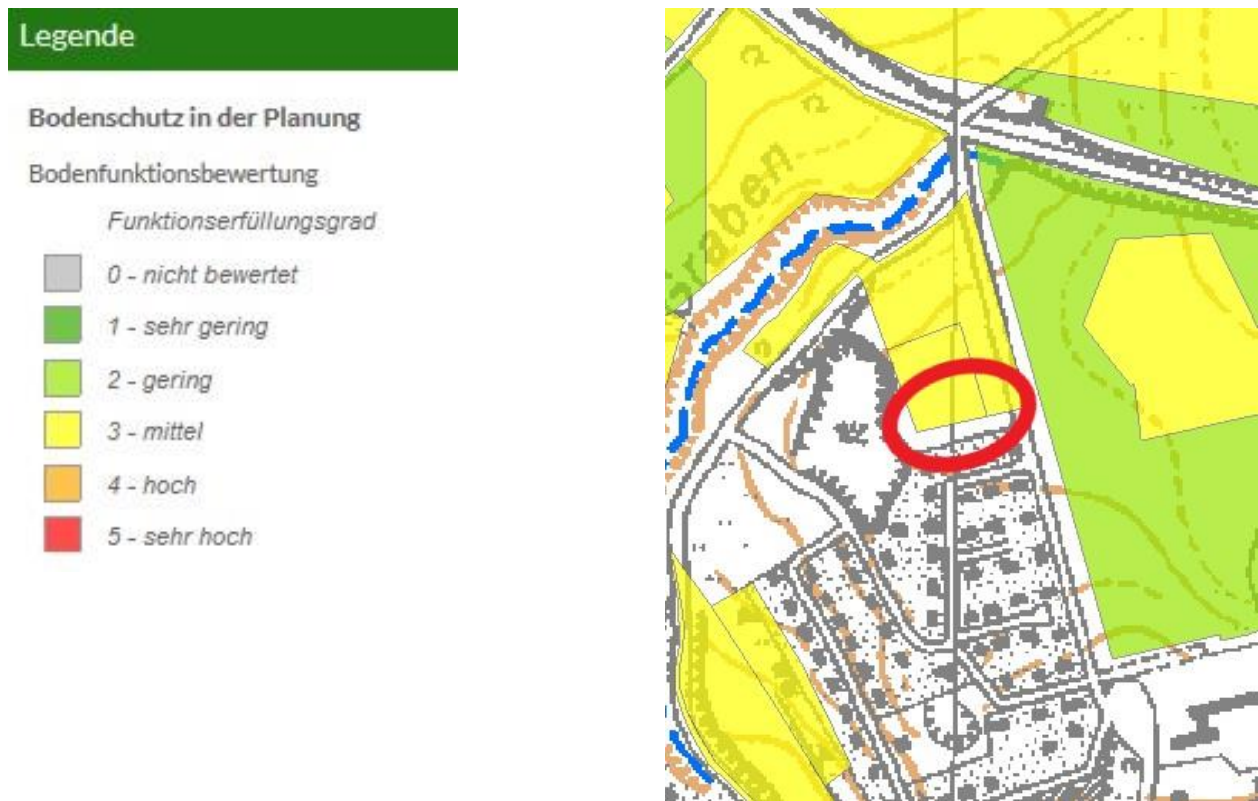 Legende
Bodenschutz in der Planung
Bodenfunktionsbewertung
Funktionserfüllungsgrad
0 - nicht bewertet
1 - sehr gering
2 - gering
3 - mittel
4 - hoch
5 - sehr hoch
graben